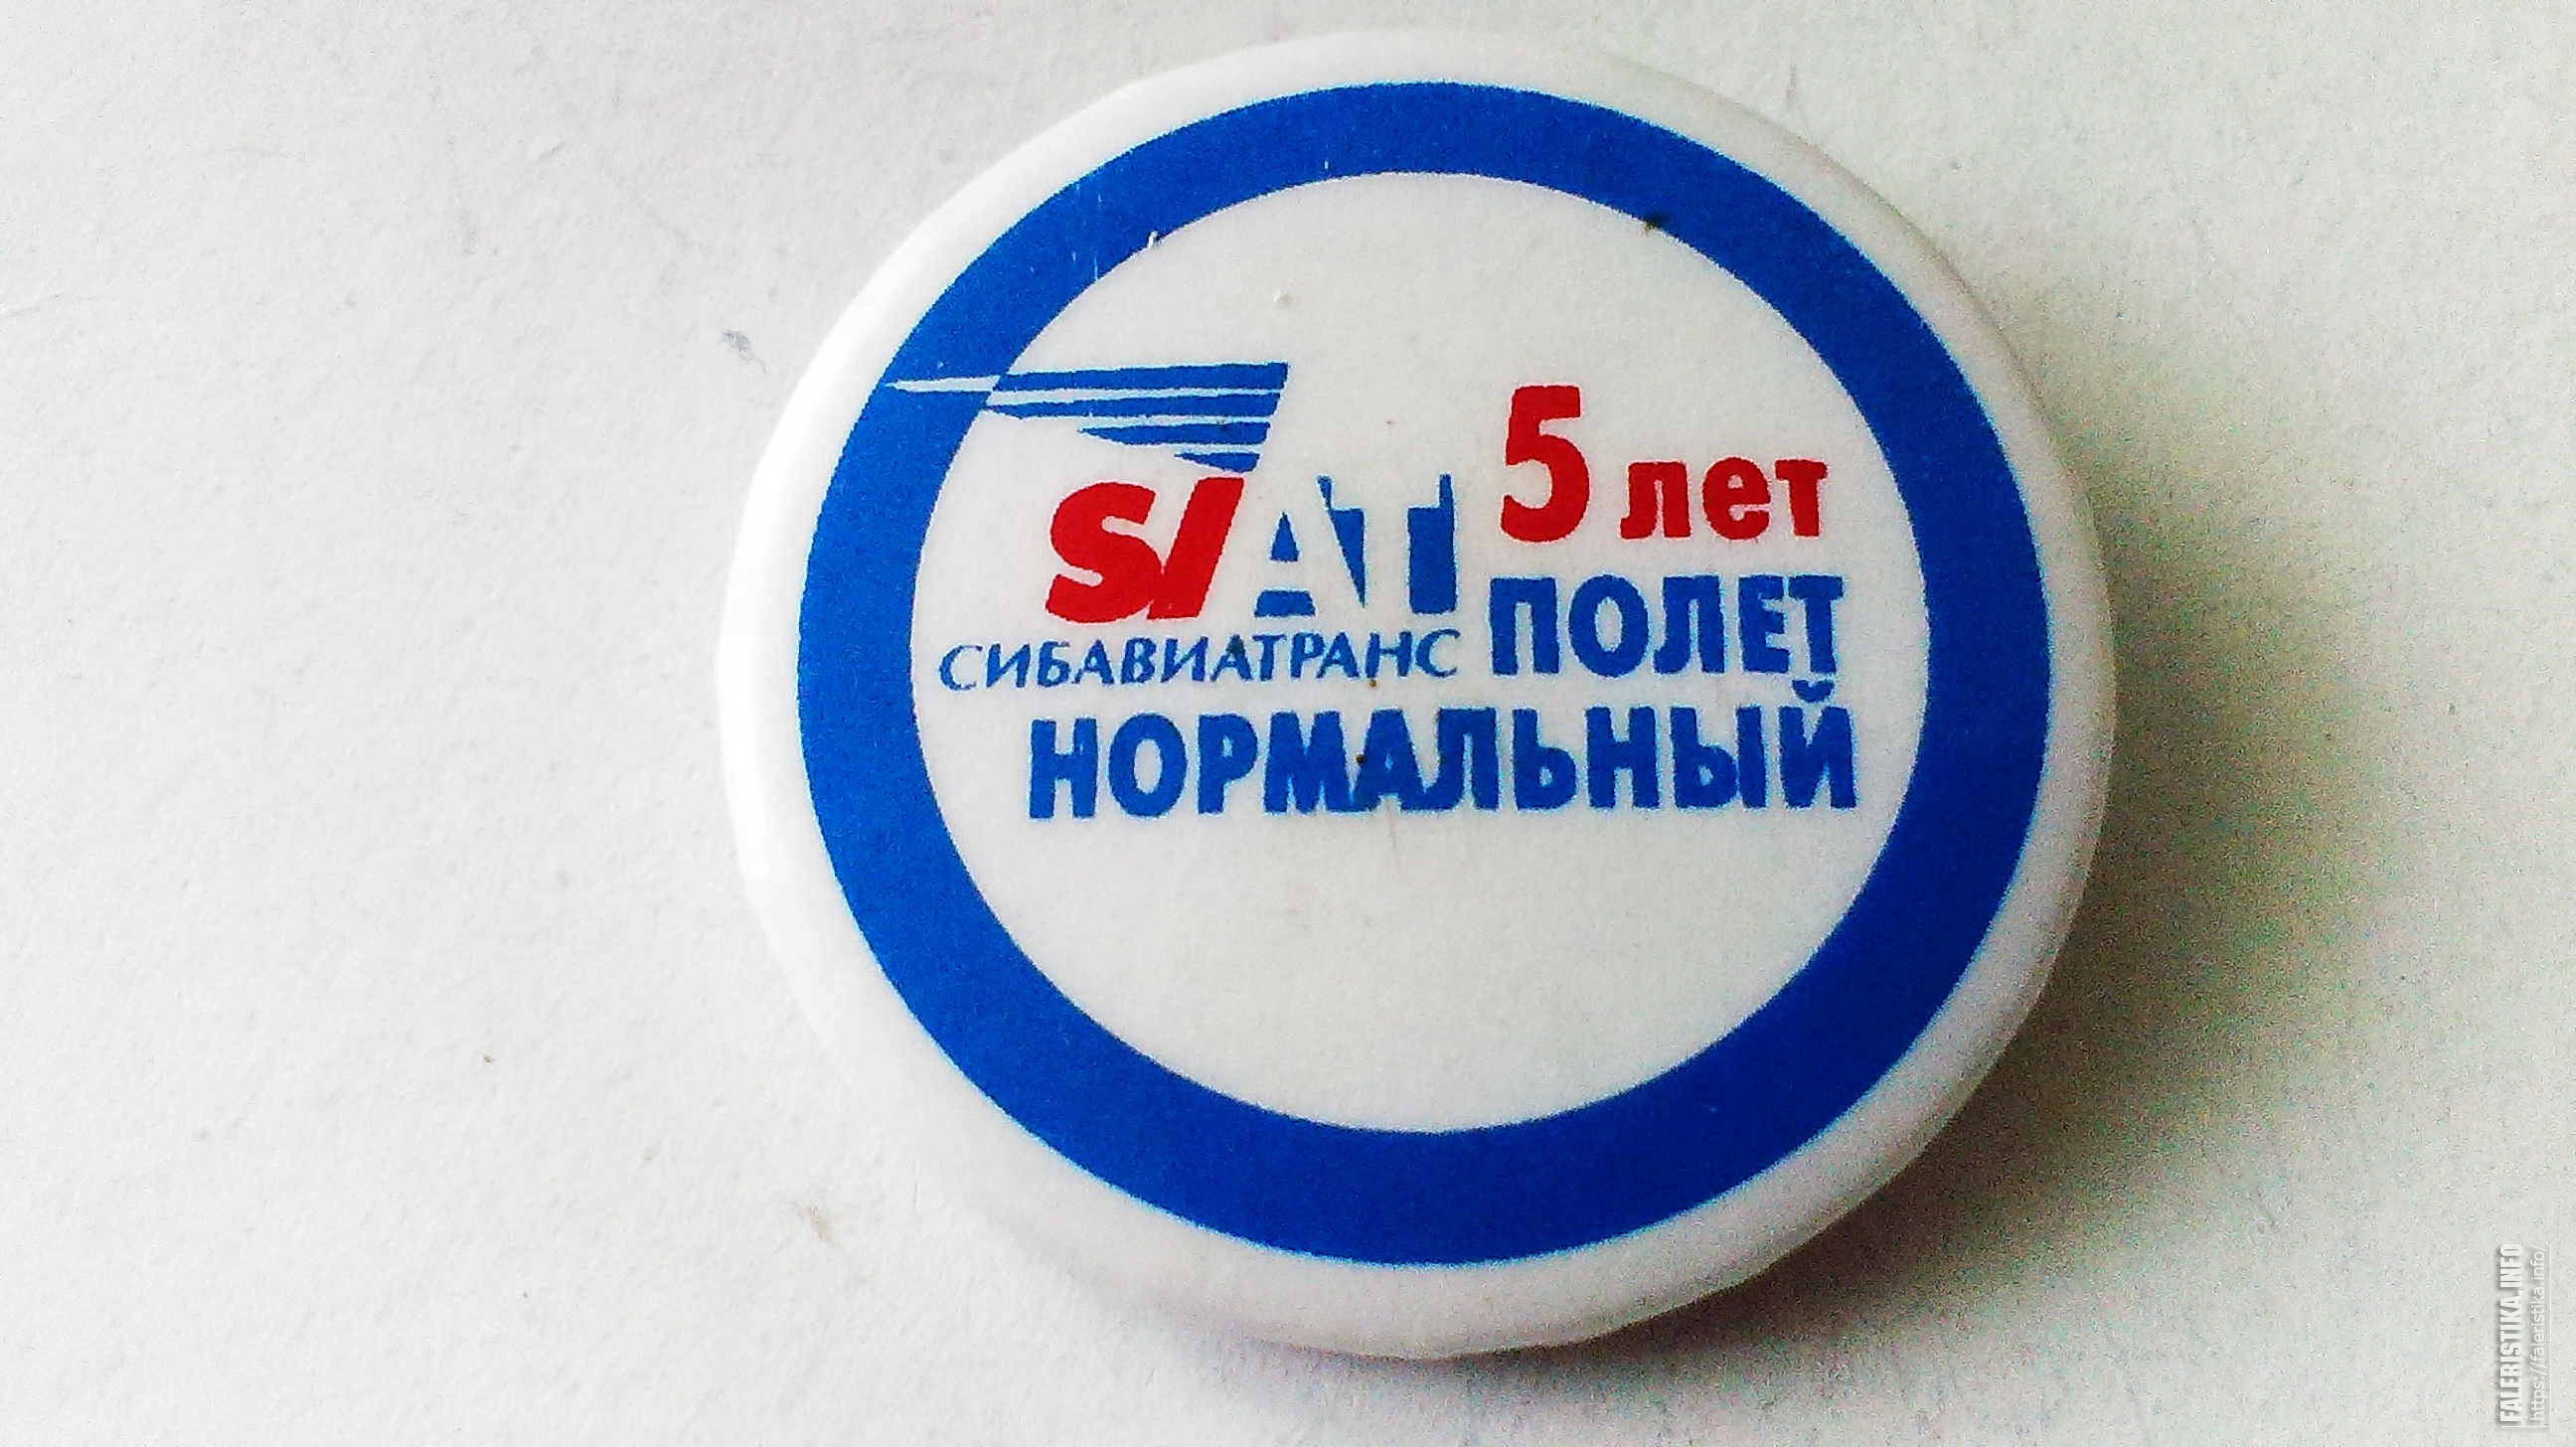 SIAT
5 лет
СИБАВИАТРАНС
ПОЛЕТ
НОРМАЛЬНЫЙ
FALERISTIKA.INFO
https://faleristika.info/